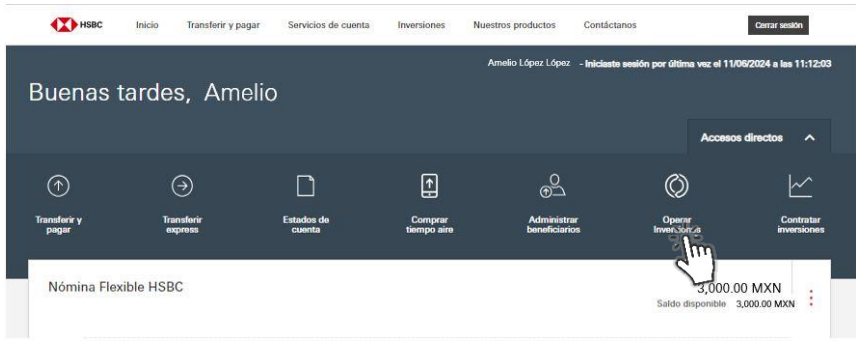 HSBC Inicio Transferir y pagar Servicios de cuenta Inversiones Nuestros productos Contáctanos Cerrar sesión
Amelio López López - Iniciaste sesión por última vez el 11/06/2024 a las 11:12:03
Buenas tardes, Amelio
Accesos directos
Transferir y pagar
Transferir express
Estados de cuenta
Comprar tiempo aire
Administrar beneficiarios
Operar Inversiones
Contratar inversiones
Nómina Flexible HSBC 3,000.00 MXN
Saldo disponible 3,000.00 MXN